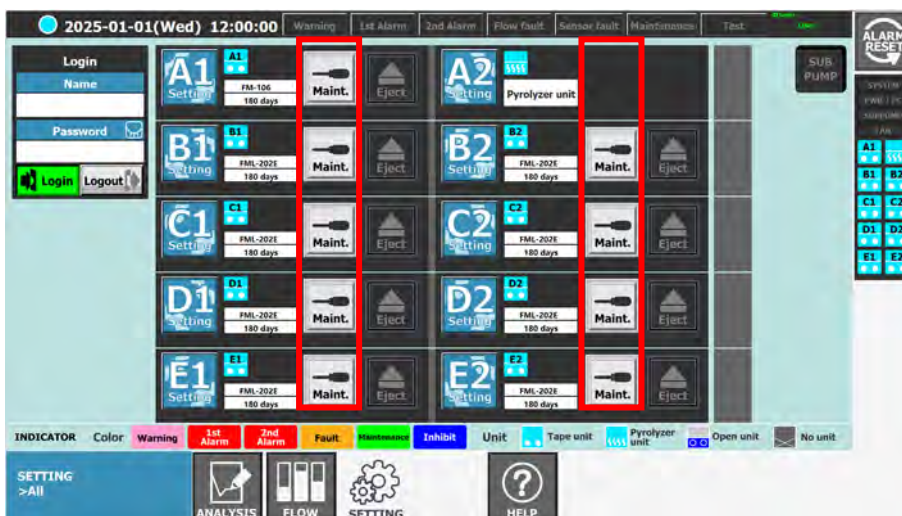 2025-01-01(Wed) 12:00:00 Warning 1st Alarm 2nd Alarm Flow fault Sensor fault Maintenance Test
ALARM RESET
Login
Name
Password
Login Logout
A1 Setting A1 FM-106 180 days Maint. Eject
A2 Setting Pyrolyzer unit
SUB PUMP
B1 Setting B1 FML-202E 180 days Maint. Eject
B2 Setting B2 FML-202E 180 days Maint. Eject
C1 Setting C1 FML-202E 180 days Maint. Eject
C2 Setting C2 FML-202E 180 days Maint. Eject
D1 Setting D1 FML-202E 180 days Maint. Eject
D2 Setting D2 FML-202E 180 days Maint. Eject
E1 Setting E1 FML-202E 180 days Maint. Eject
E2 Setting E2 FML-202E 180 days Maint. Eject
SYSTEM
FAN
A1
B1 B2
C1 C2
D1 D2
E1 E2
INDICATOR Color Warning 1st Alarm 2nd Alarm Fault Maintenance Inhibit Unit Tape unit Pyrolyzer unit Open unit No unit
SETTING
>All
ANALYSIS FLOW SETTING HELP